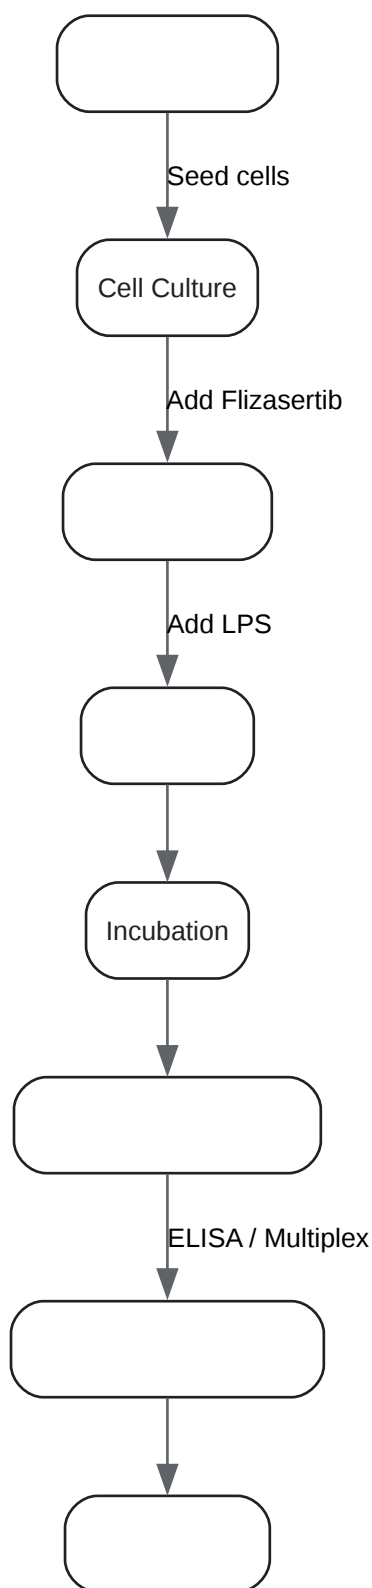 Seed cells
Cell Culture
Add Flizasertib
Add LPS
Incubation
ELISA / Multiplex